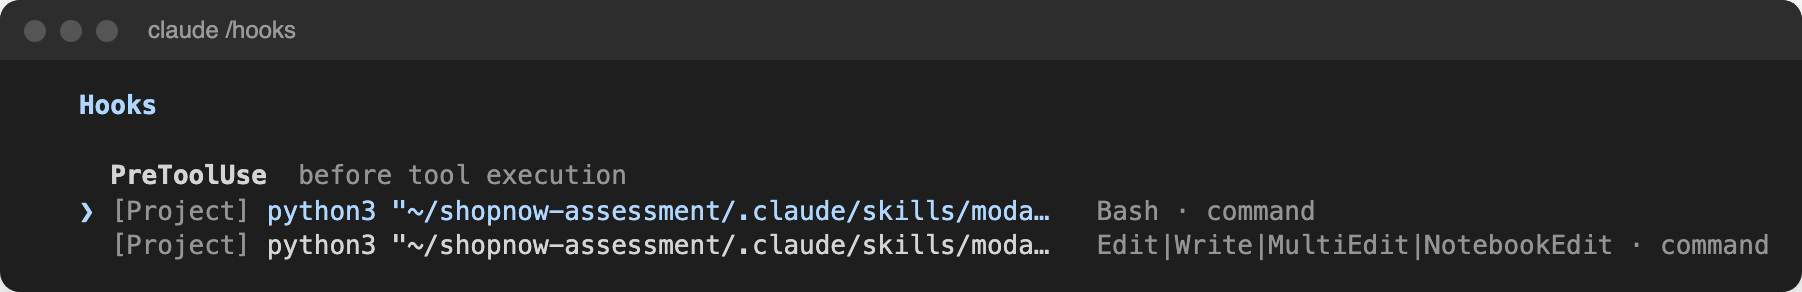 claude /hooks
Hooks
PreToolUse before tool execution
❯ [Project] python3 "~/shopnow-assessment/.claude/skills/moda… Bash · command
[Project] python3 "~/shopnow-assessment/.claude/skills/moda… Edit|Write|MultiEdit|NotebookEdit · command